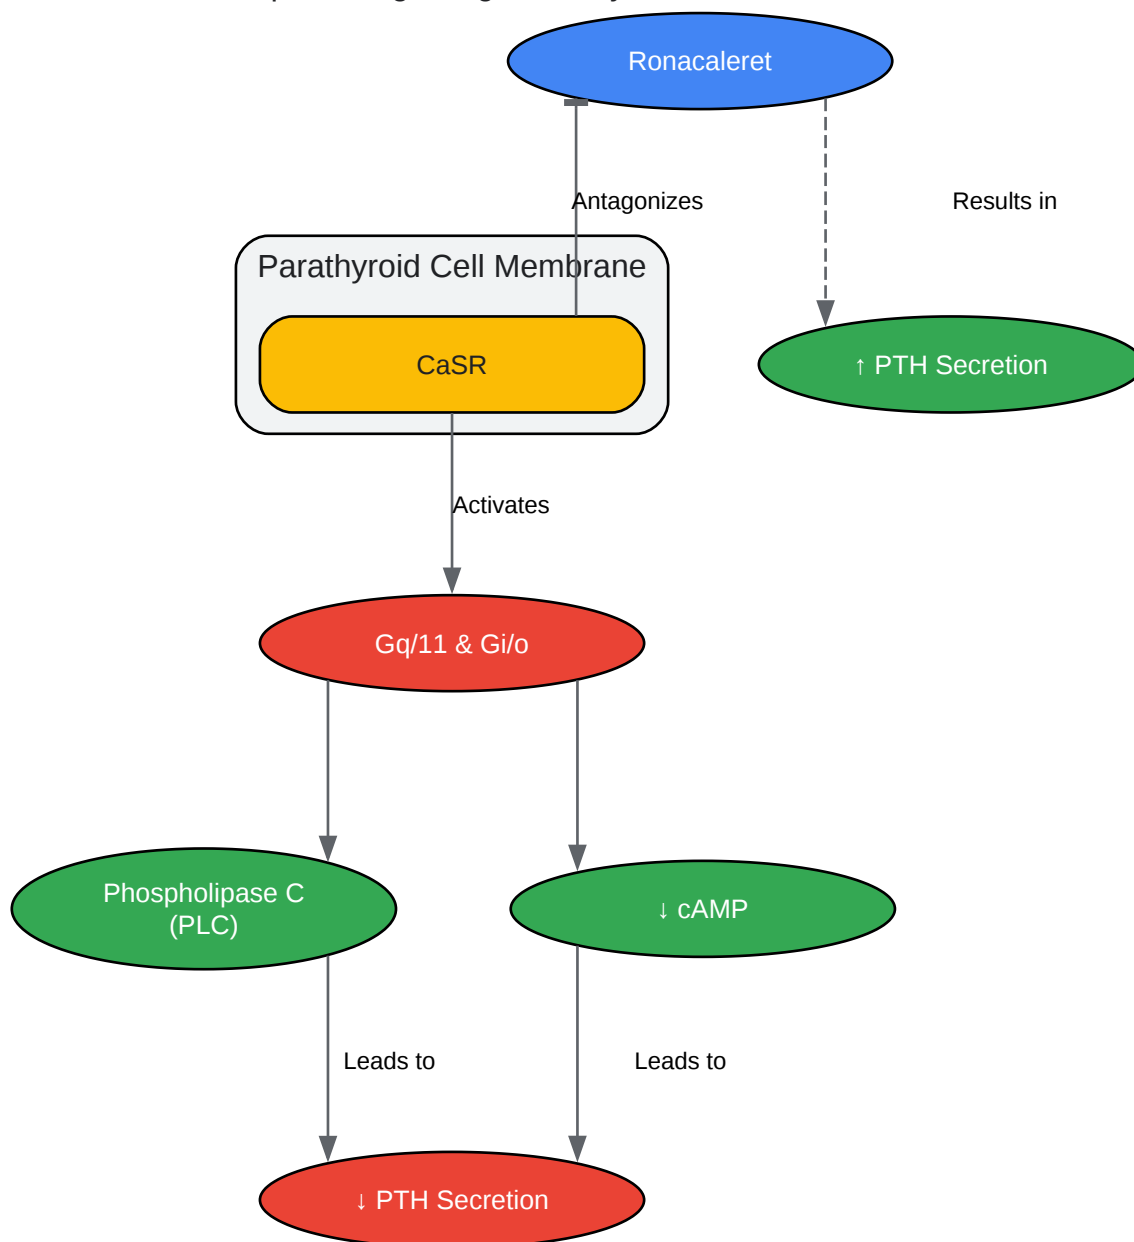 Ronacaleret
Antagonizes
Results in
Parathyroid Cell Membrane
CaSR
↑ PTH Secretion
Activates
Gq/11 & Gi/o
Phospholipase C
(PLC)
↓ cAMP
Leads to
Leads to
↓ PTH Secretion